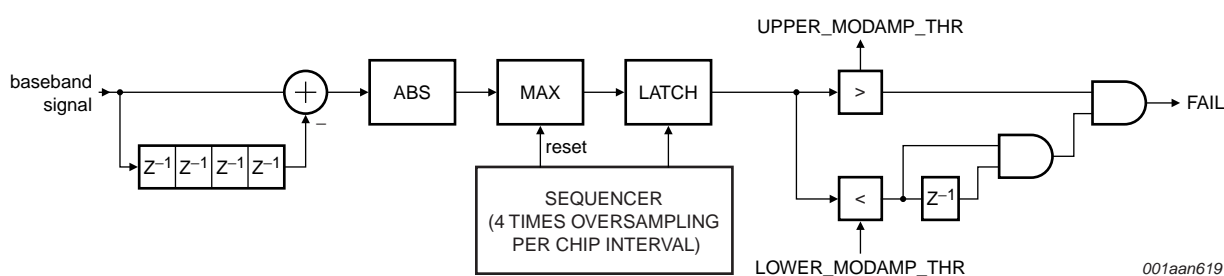 UPPER_MODAMP_THR
baseband
signal
+
−
ABS
MAX
LATCH
>
FAIL
Z−1 Z−1 Z−1 Z−1
reset
SEQUENCER
(4 TIMES OVERSAMPLING
PER CHIP INTERVAL)
<
Z−1
LOWER_MODAMP_THR
001aan619